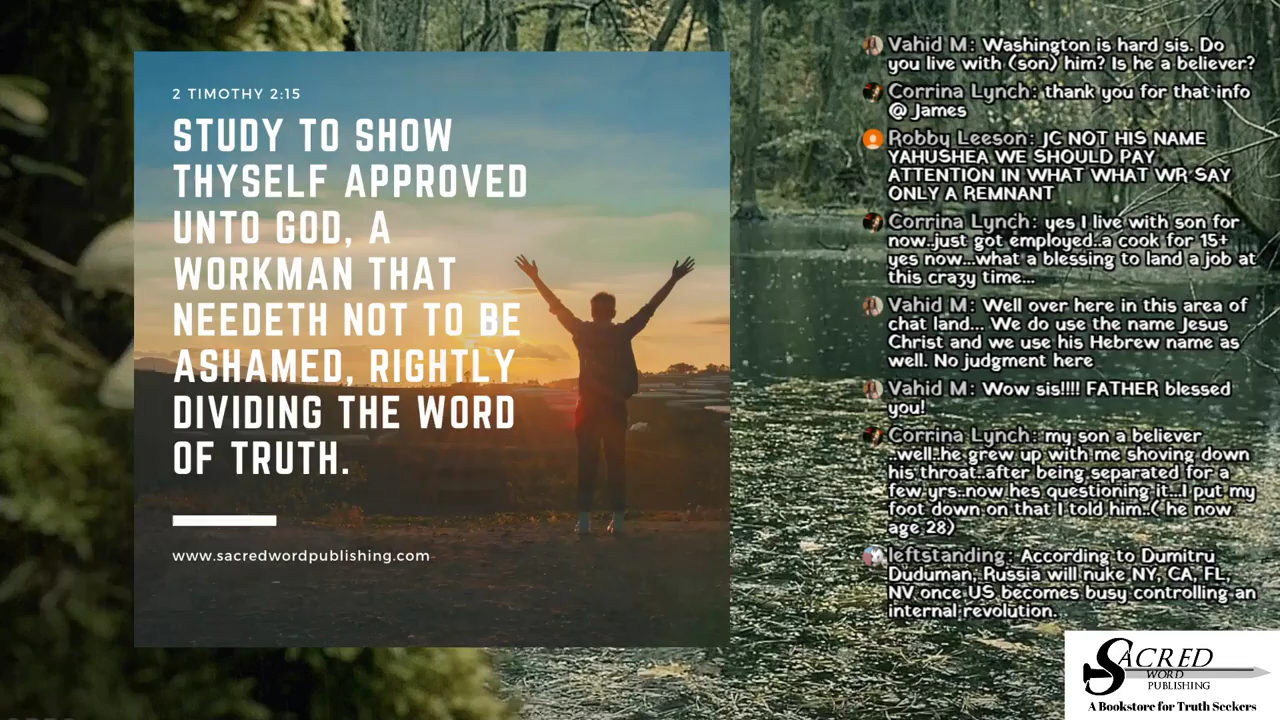 2 TIMOTHY 2:15
STUDY TO SHOW
THYSELF APPROVED
UNTO GOD, A
WORKMAN THAT
NEEDETH NOT TO BE
ASHAMED, RIGHTLY
DIVIDING THE WORD
OF TRUTH.
www.sacredwordpublishing.com
Vahid M: Washington is hard sis. Do
you live with (son) him? Is he a believer?
Corrina Lynch: thank you for that info
@ James
Robby Leeson: JC NOT HIS NAME
YAHUSHEA WE SHOULD PAY
ATTENTION IN WHAT WHAT WR SAY
ONLY A REMNANT
Corrina Lynch: yes I live with son for
now..just got employed..a cook for 15+
yes now...what a blessing to land a job at
this crazy time...
Vahid M: Well over here in this area of
chat land... We do use the name Jesus
Christ and we use his Hebrew name as
well. No judgment here
Vahid M: Wow sis!!!! FATHER blessed
you!
Corrina Lynch: my son a believer
..well..he grew up with me shoving down
his throat..after being separated for a
few yrs..now hes questioning it...I put my
foot down on that I told him..( he now
age 28)
leftstanding: According to Dumitru
Duduman, Russia will nuke NY, CA, FL,
NV once US becomes busy controlling an
internal revolution.
SACRED
WORD
PUBLISHING
A Bookstore for Truth Seekers